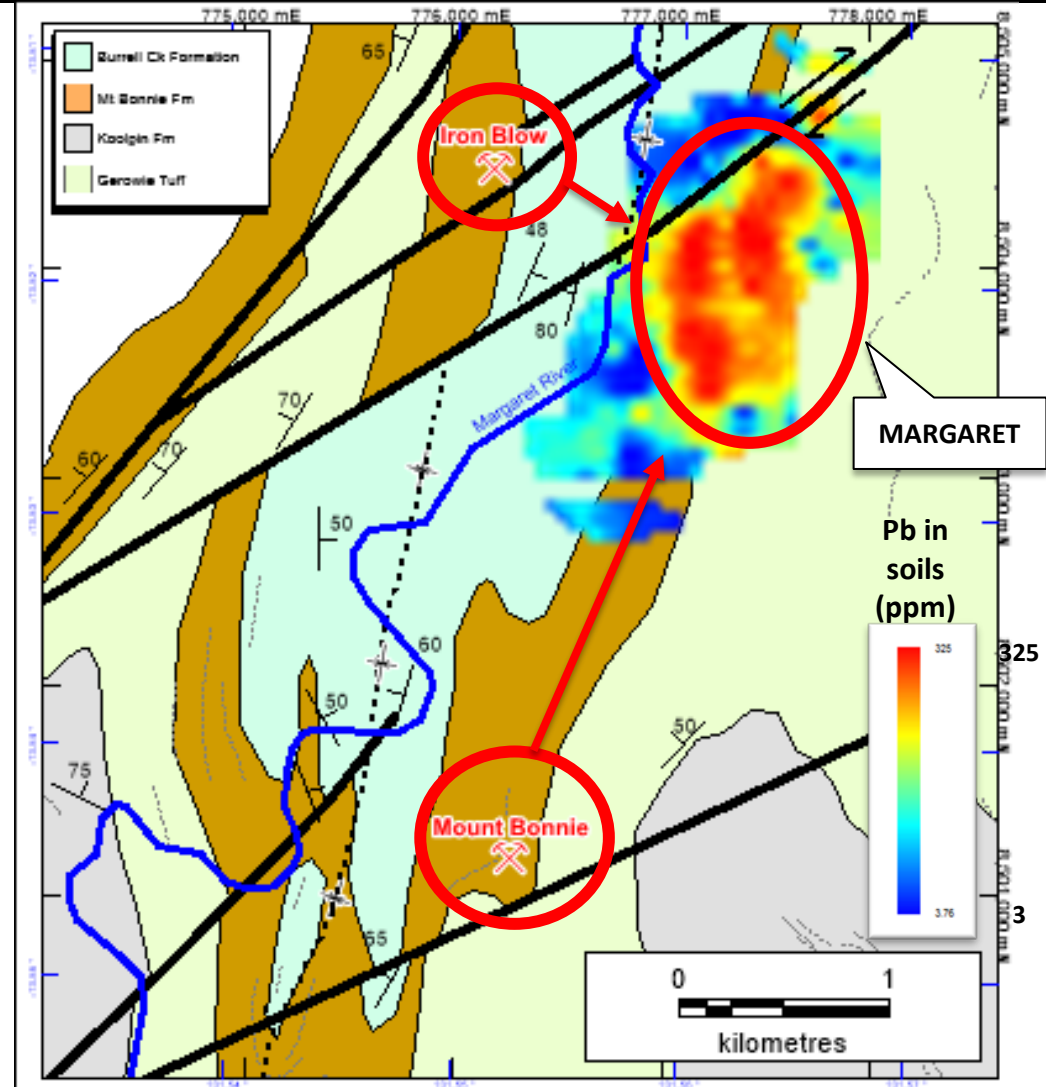 775,000 mE
776,000 mE
777,000 mE
778,000 mE
Burrell Ck Formation
Mt Bonnie Fm
Koolpin Fm
Gerowie Tuff
65
Iron Blow
48
80
Margaret River
70
60
70
MARGARET
50
Pb in
soils
(ppm)
325
325
60
50
50
75
Mount Bonnie
3.76
3
65
0
1
kilometres